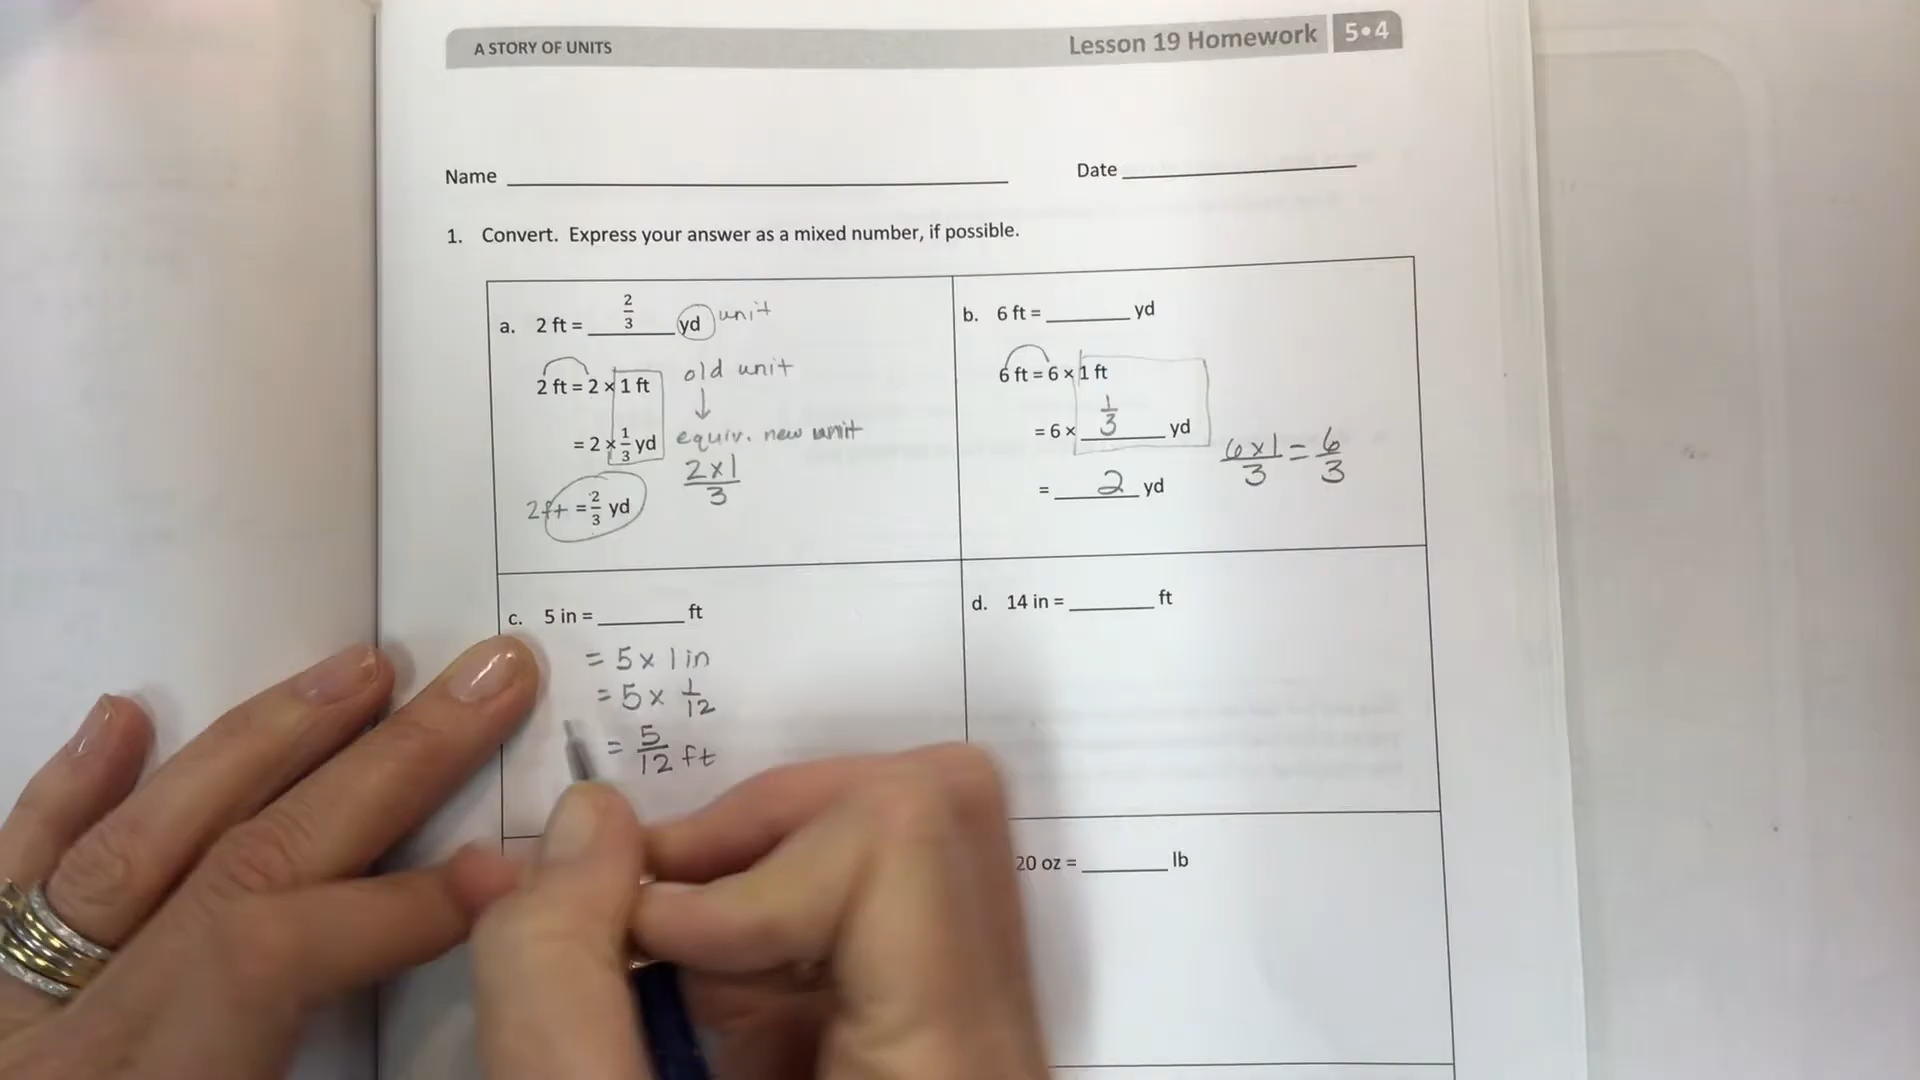 A STORY OF UNITS
Lesson 19 Homework 5•4
Name
Date
1. Convert. Express your answer as a mixed number, if possible.
a. 2 ft = 2/3 yd unit
2 ft = 2 × 1 ft old unit
↓
= 2 × 1/3 yd equiv. new unit
2 × 1 / 3
2ft = 2/3 yd
b. 6 ft = ________ yd
6 ft = 6 × 1 ft
= 6 × 1/3 yd
6 × 1 / 3 = 6/3
= 2 yd
c. 5 in = ________ ft
= 5 × 1 in
= 5 × 1/12
= 5/12 ft
d. 14 in = ________ ft
20 oz = ________ lb